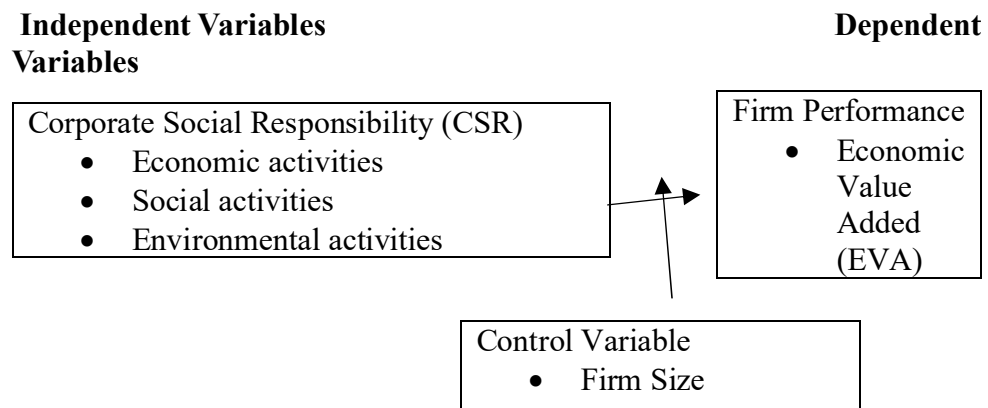 Independent Variables Dependent
Variables
Corporate Social Responsibility (CSR)
• Economic activities
• Social activities
• Environmental activities
Firm Performance
• Economic
Value
Added
(EVA)
Control Variable
• Firm Size